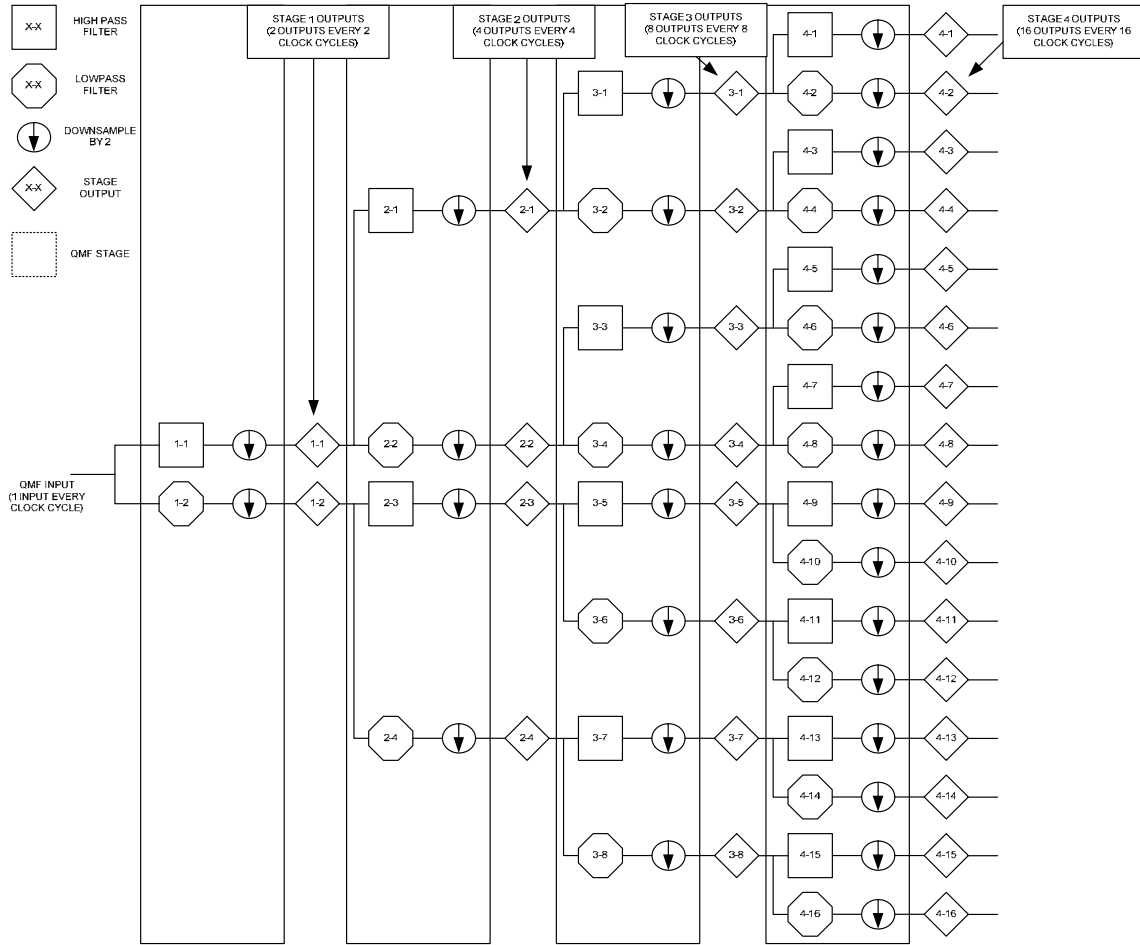 X-X
HIGH PASS
FILTER
X-X
LOWPASS
FILTER
DOWNSAMPLE
BY 2
X-X
STAGE
OUTPUT
QMF STAGE
STAGE 1 OUTPUTS
(2 OUTPUTS EVERY 2
CLOCK CYCLES)
STAGE 2 OUTPUTS
(4 OUTPUTS EVERY 4
CLOCK CYCLES)
STAGE 3 OUTPUTS
(8 OUTPUTS EVERY 8
CLOCK CYCLES)
STAGE 4 OUTPUTS
(16 OUTPUTS EVERY 16
CLOCK CYCLES)
QMF INPUT
(1 INPUT EVERY
CLOCK CYCLE)
1-1
1-2
1-1
1-2
2-1
2-2
2-3
2-4
2-1
2-2
2-3
2-4
3-1
3-2
3-3
3-4
3-5
3-6
3-7
3-8
3-1
3-2
3-3
3-4
3-5
3-6
3-7
3-8
4-1
4-2
4-3
4-4
4-5
4-6
4-7
4-8
4-9
4-10
4-11
4-12
4-13
4-14
4-15
4-16
4-1
4-2
4-3
4-4
4-5
4-6
4-7
4-8
4-9
4-10
4-11
4-12
4-13
4-14
4-15
4-16